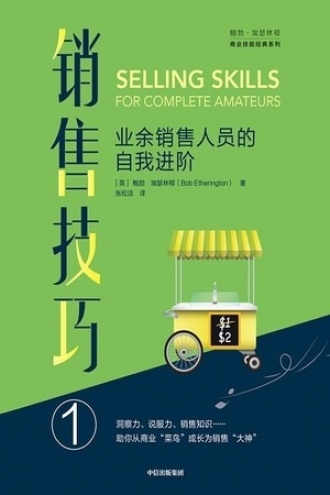 鲍勃·埃瑟林顿
商业技能经典系列
销售技巧
SELLING SKILLS
FOR COMPLETE AMATEURS
业余销售人员的
自我进阶
［英］鲍勃·埃瑟林顿（Bob Etherington） 著
张松洁 译
$1
$2
1
洞察力、说服力、销售知识……
助你从商业“菜鸟”成长为销售“大神”
中信出版集团